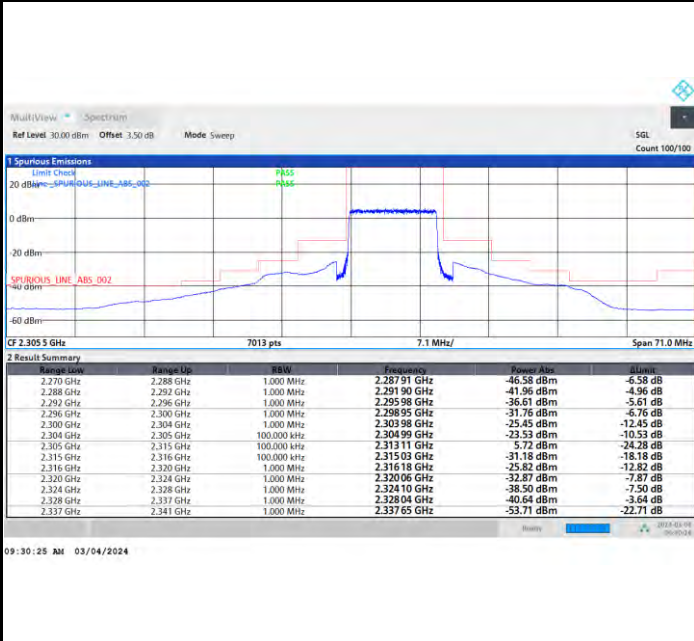 MultiView Spectrum
Ref Level 30.00 dBm Offset 3.50 dB Mode Sweep SGL
Count 100/100
1 Spurious Emissions
Limit Check PASS
Line _SPURIOUS_LINE_ABS_002 PASS
20 dBm
0 dBm
-20 dBm
SPURIOUS_LINE_ABS_002
-40 dBm
-60 dBm
CF 2.305 5 GHz 7013 pts 7.1 MHz/ Span 71.0 MHz
2 Result Summary
Range Low Range Up RBW Frequency Power Abs ΔLimit
2.270 GHz 2.288 GHz 1.000 MHz 2.287 91 GHz -46.58 dBm -6.58 dB
2.288 GHz 2.292 GHz 1.000 MHz 2.291 90 GHz -41.96 dBm -4.96 dB
2.292 GHz 2.296 GHz 1.000 MHz 2.295 98 GHz -36.61 dBm -5.61 dB
2.296 GHz 2.300 GHz 1.000 MHz 2.298 95 GHz -31.76 dBm -6.76 dB
2.300 GHz 2.304 GHz 1.000 MHz 2.303 98 GHz -25.45 dBm -12.45 dB
2.304 GHz 2.305 GHz 100.000 kHz 2.304 99 GHz -23.53 dBm -10.53 dB
2.305 GHz 2.315 GHz 100.000 kHz 2.313 11 GHz 5.72 dBm -24.28 dB
2.315 GHz 2.316 GHz 100.000 kHz 2.315 03 GHz -31.18 dBm -18.18 dB
2.316 GHz 2.320 GHz 1.000 MHz 2.316 18 GHz -25.82 dBm -12.82 dB
2.320 GHz 2.324 GHz 1.000 MHz 2.320 06 GHz -32.87 dBm -7.87 dB
2.324 GHz 2.328 GHz 1.000 MHz 2.324 10 GHz -38.50 dBm -7.50 dB
2.328 GHz 2.337 GHz 1.000 MHz 2.328 04 GHz -40.64 dBm -3.64 dB
2.337 GHz 2.341 GHz 1.000 MHz 2.337 65 GHz -53.71 dBm -22.71 dB
Ready
09:30:25 AM 03/04/2024